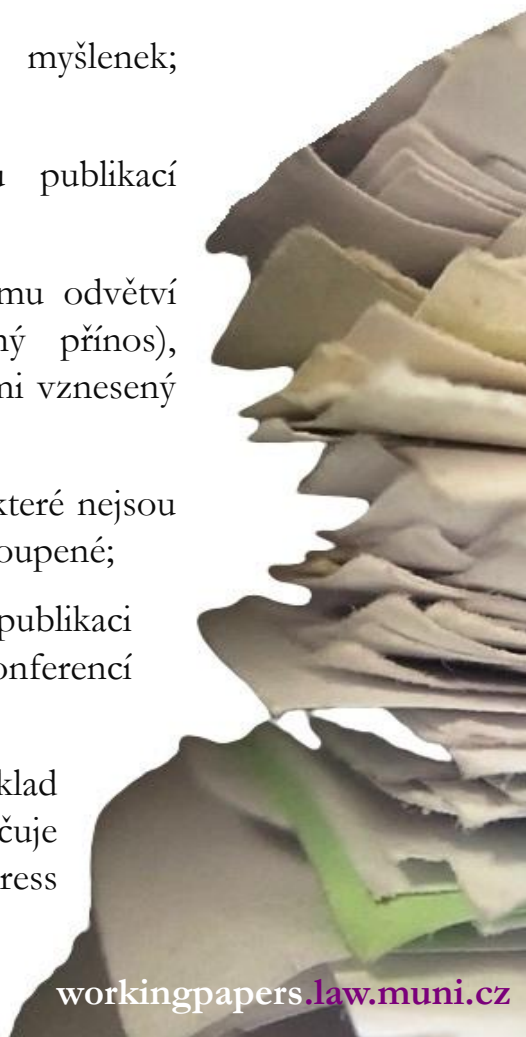 myšlenek;
publikací
mu odvětví
ný přínos),
mi vznesený
které nejsou
oupené;
publikaci
onferencí
klad
čuje
ress
workingpapers.law.muni.cz